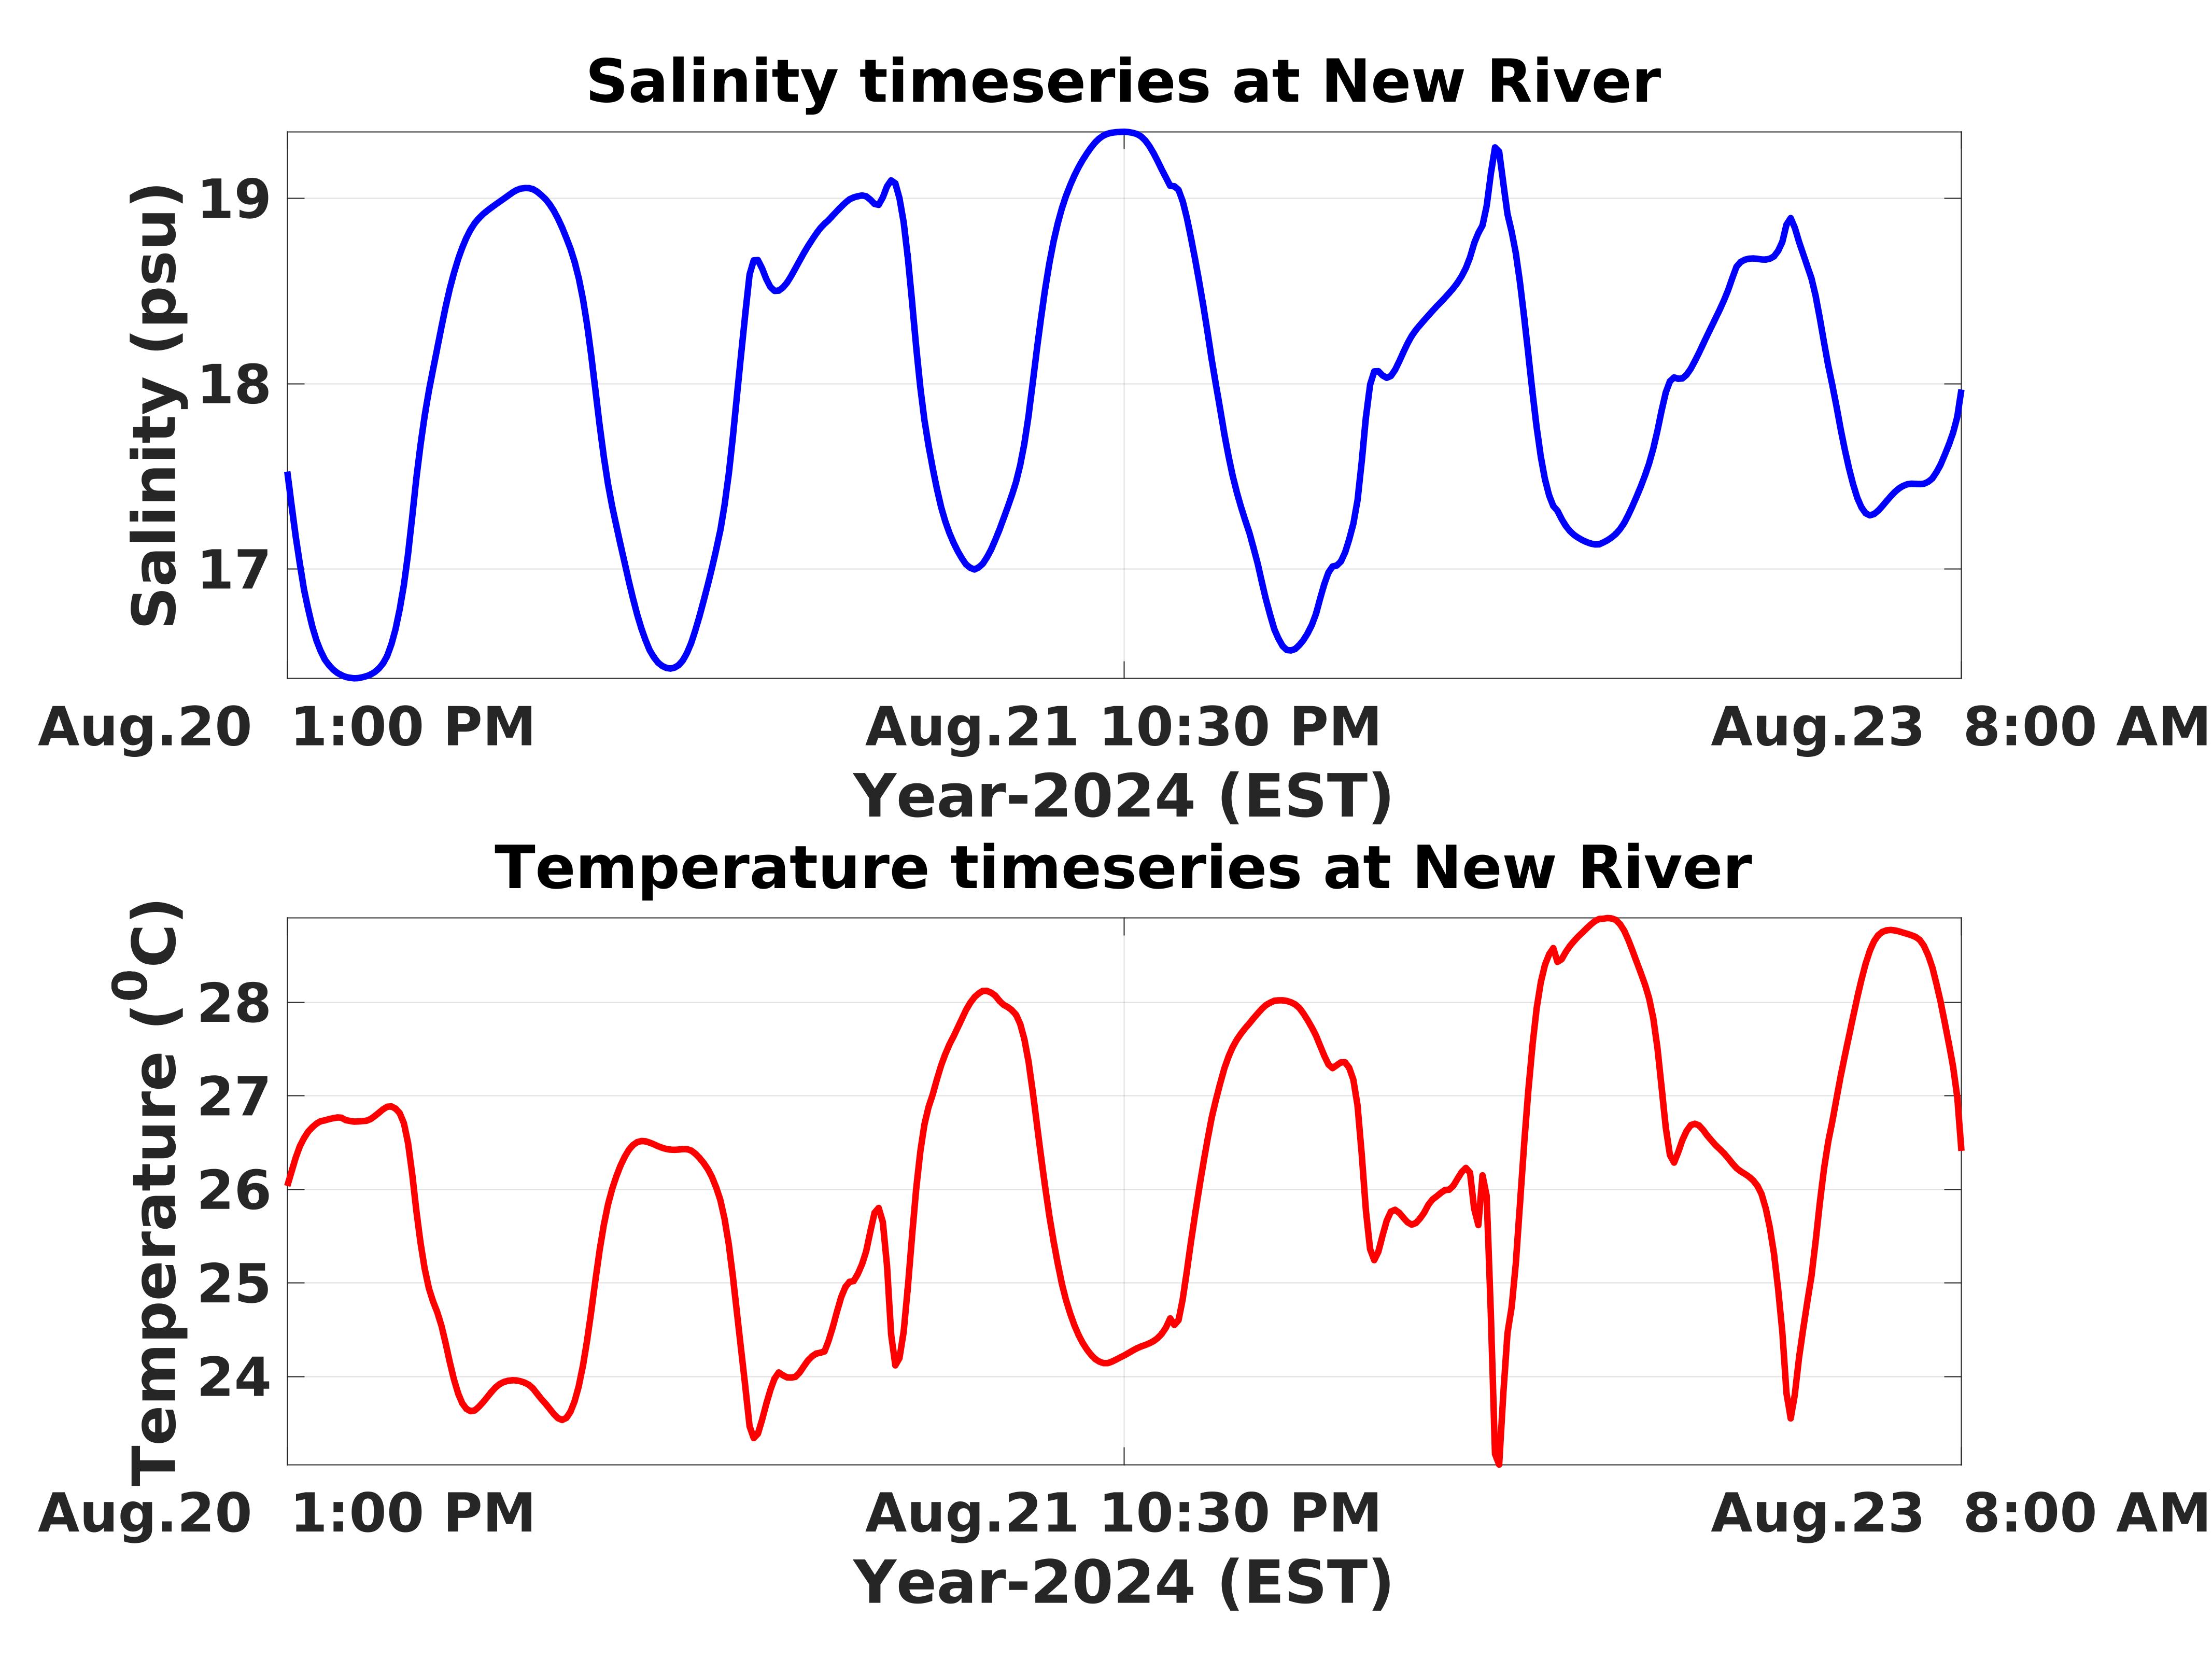 Salinity timeseries at New River
Salinity (psu)
19
18
17
Aug.20 1:00 PM Aug.21 10:30 PM Aug.23 8:00 AM
Year-2024 (EST)
Temperature timeseries at New River
Temperature (⁰C)
28
27
26
25
24
Aug.20 1:00 PM Aug.21 10:30 PM Aug.23 8:00 AM
Year-2024 (EST)